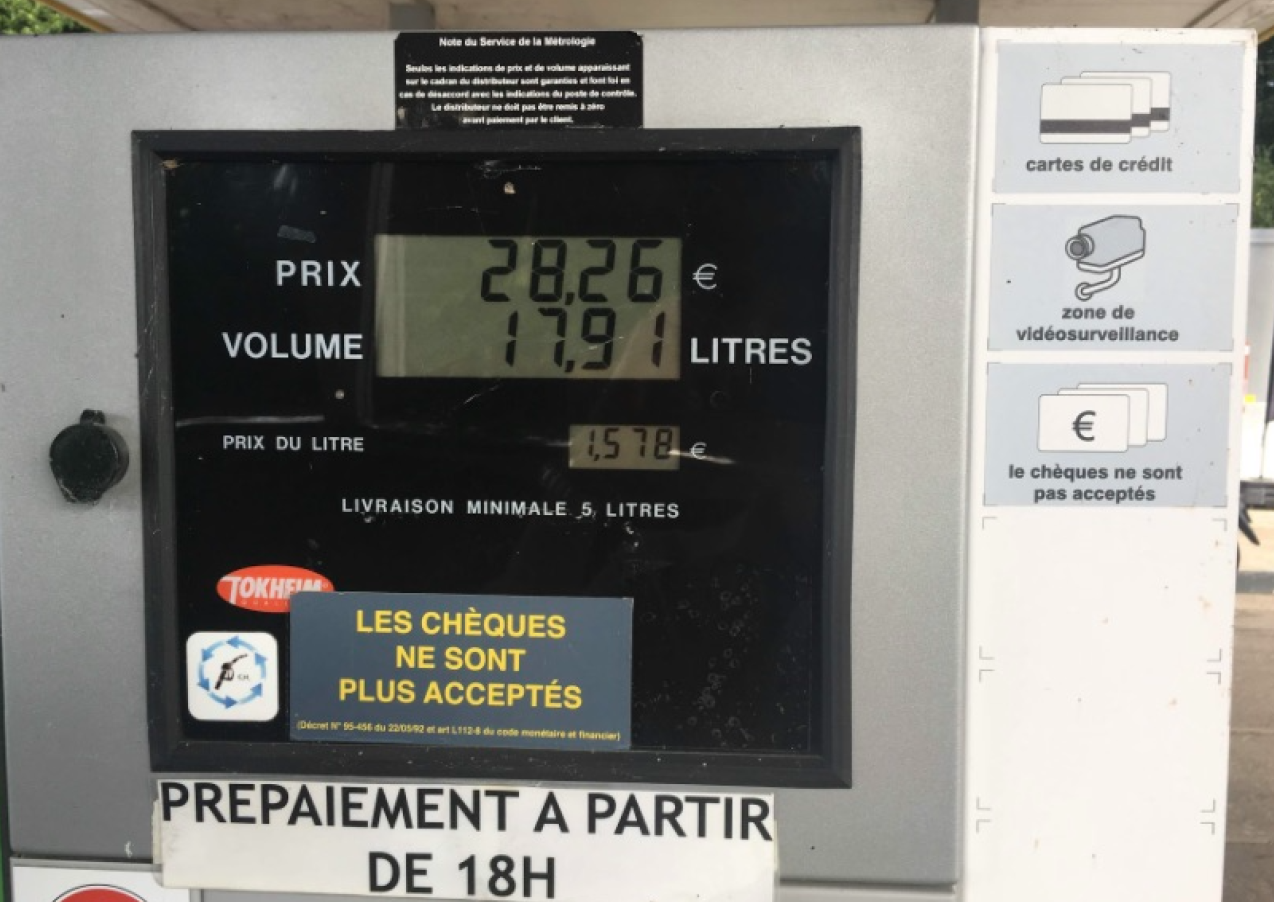 Note du Service de la Métrologie
Seules les indications de prix et de volume apparaissant
sur le cadran du distributeur sont garanties et font foi en
cas de désaccord avec les indications du poste de contrôle.
Le distributeur ne doit pas être remis à zéro
avant paiement par le client.
PRIX 28,26 €
VOLUME 17,91 LITRES
PRIX DU LITRE 1,578 €
LIVRAISON MINIMALE 5 LITRES
TOKHEIM
LES CHÈQUES
NE SONT
PLUS ACCEPTÉS
(Décret N° 95-456 du 22/05/92 et art L112-8 du code monétaire et financier)
PREPAIEMENT A PARTIR
DE 18H
cartes de crédit
zone de
vidéosurveillance
€
le chèques ne sont
pas acceptés